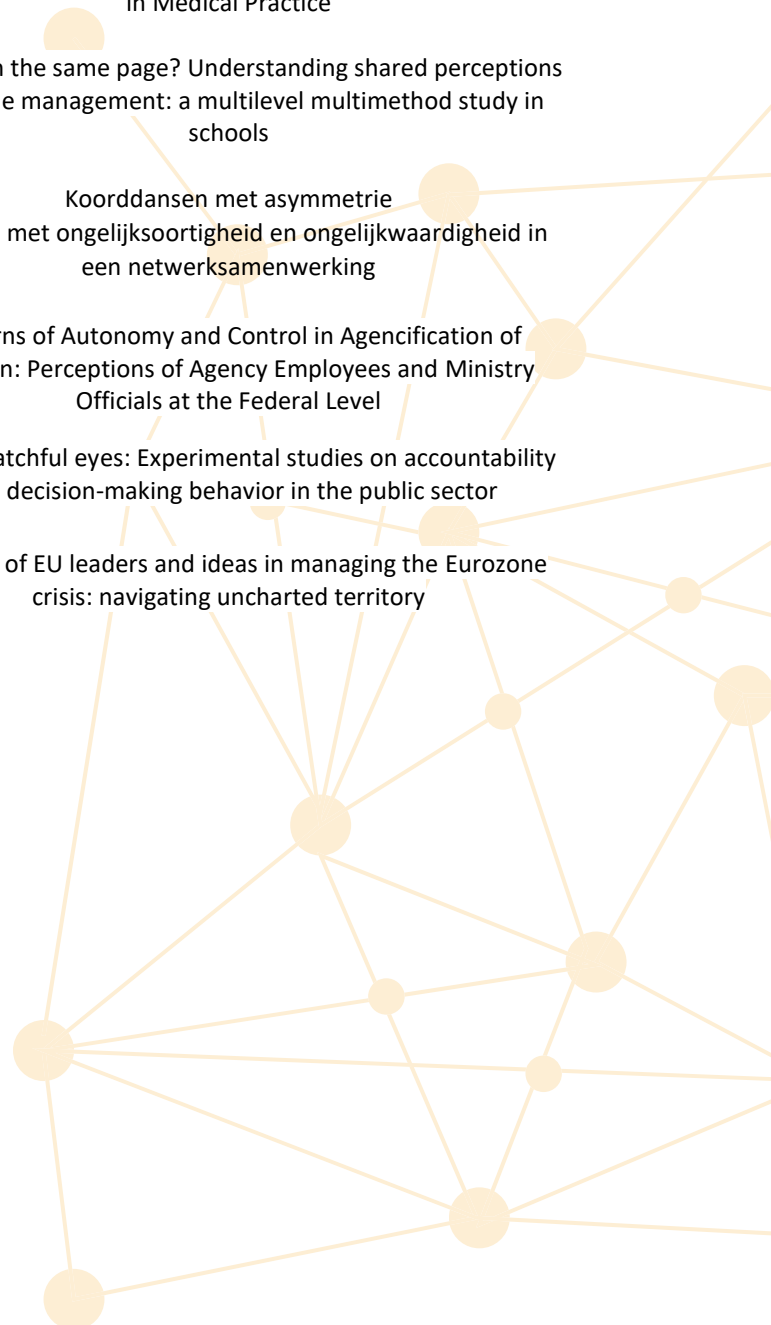 in Medical Practice
the same page? Understanding shared perceptions
management: a multilevel multimethod study in
schools
Koorddansen met asymmetrie
met ongelijksoortigheid en ongelijkwaardigheid in
een netwerksamenwerking
of Autonomy and Control in Agencification of
Perceptions of Agency Employees and Ministry
Officials at the Federal Level
eyes: Experimental studies on accountability
decision-making behavior in the public sector
of EU leaders and ideas in managing the Eurozone
crisis: navigating uncharted territory